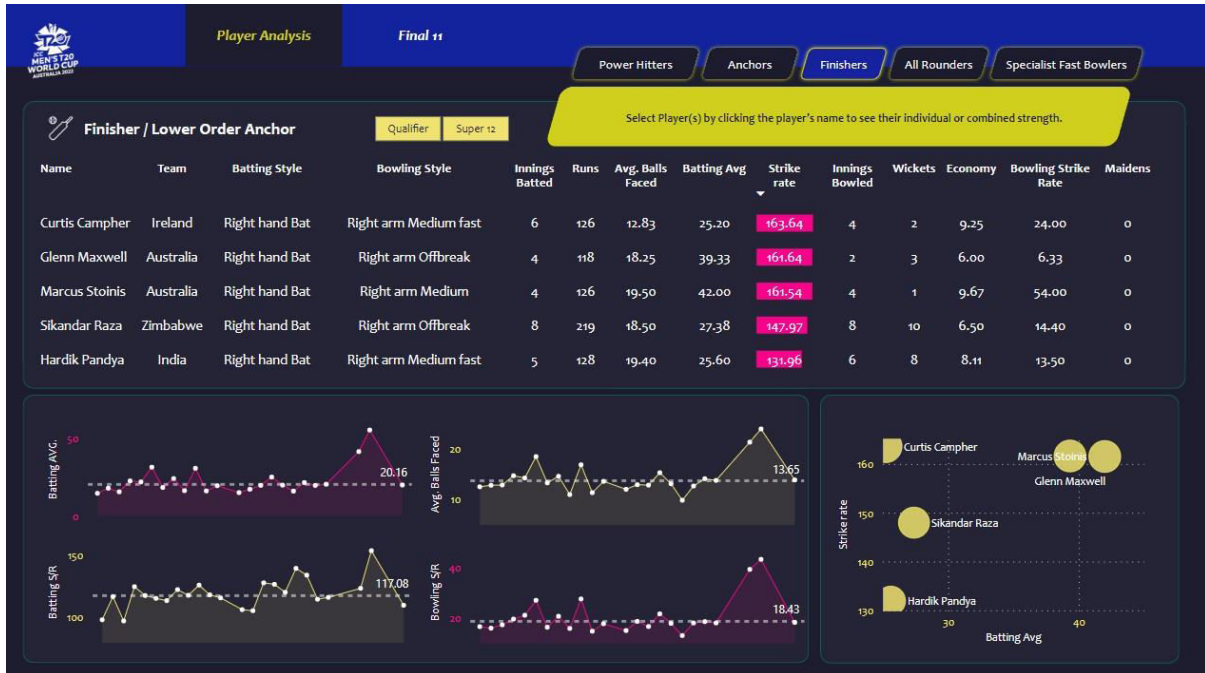 ICC
MEN'S T20
WORLD CUP
AUSTRALIA 2022
Player Analysis
Final 11
Power Hitters
Anchors
Finishers
All Rounders
Specialist Fast Bowlers
Finisher / Lower Order Anchor
Qualifier
Super 12
Select Player(s) by clicking the player's name to see their individual or combined strength.
Name Team Batting Style Bowling Style Innings Batted Runs Avg. Balls Faced Batting Avg Strike rate Innings Bowled Wickets Economy Bowling Strike Rate Maidens
Curtis Campher Ireland Right hand Bat Right arm Medium fast 6 126 12.83 25.20 163.64 4 2 9.25 24.00 0
Glenn Maxwell Australia Right hand Bat Right arm Offbreak 4 118 18.25 39.33 161.64 2 3 6.00 6.33 0
Marcus Stoinis Australia Right hand Bat Right arm Medium 4 126 19.50 42.00 161.54 4 1 9.67 54.00 0
Sikandar Raza Zimbabwe Right hand Bat Right arm Offbreak 8 219 18.50 27.38 147.97 8 10 6.50 14.40 0
Hardik Pandya India Right hand Bat Right arm Medium fast 5 128 19.40 25.60 131.96 6 8 8.11 13.50 0
Batting AVG.
50
0
20.16
Avg. Balls Faced
20
10
13.65
Batting S/R
150
100
117.08
Bowling S/R
40
20
18.43
Strike rate
160
150
140
130
Curtis Campher
Marcus Stoinis
Glenn Maxwell
Sikandar Raza
Hardik Pandya
30
40
Batting Avg